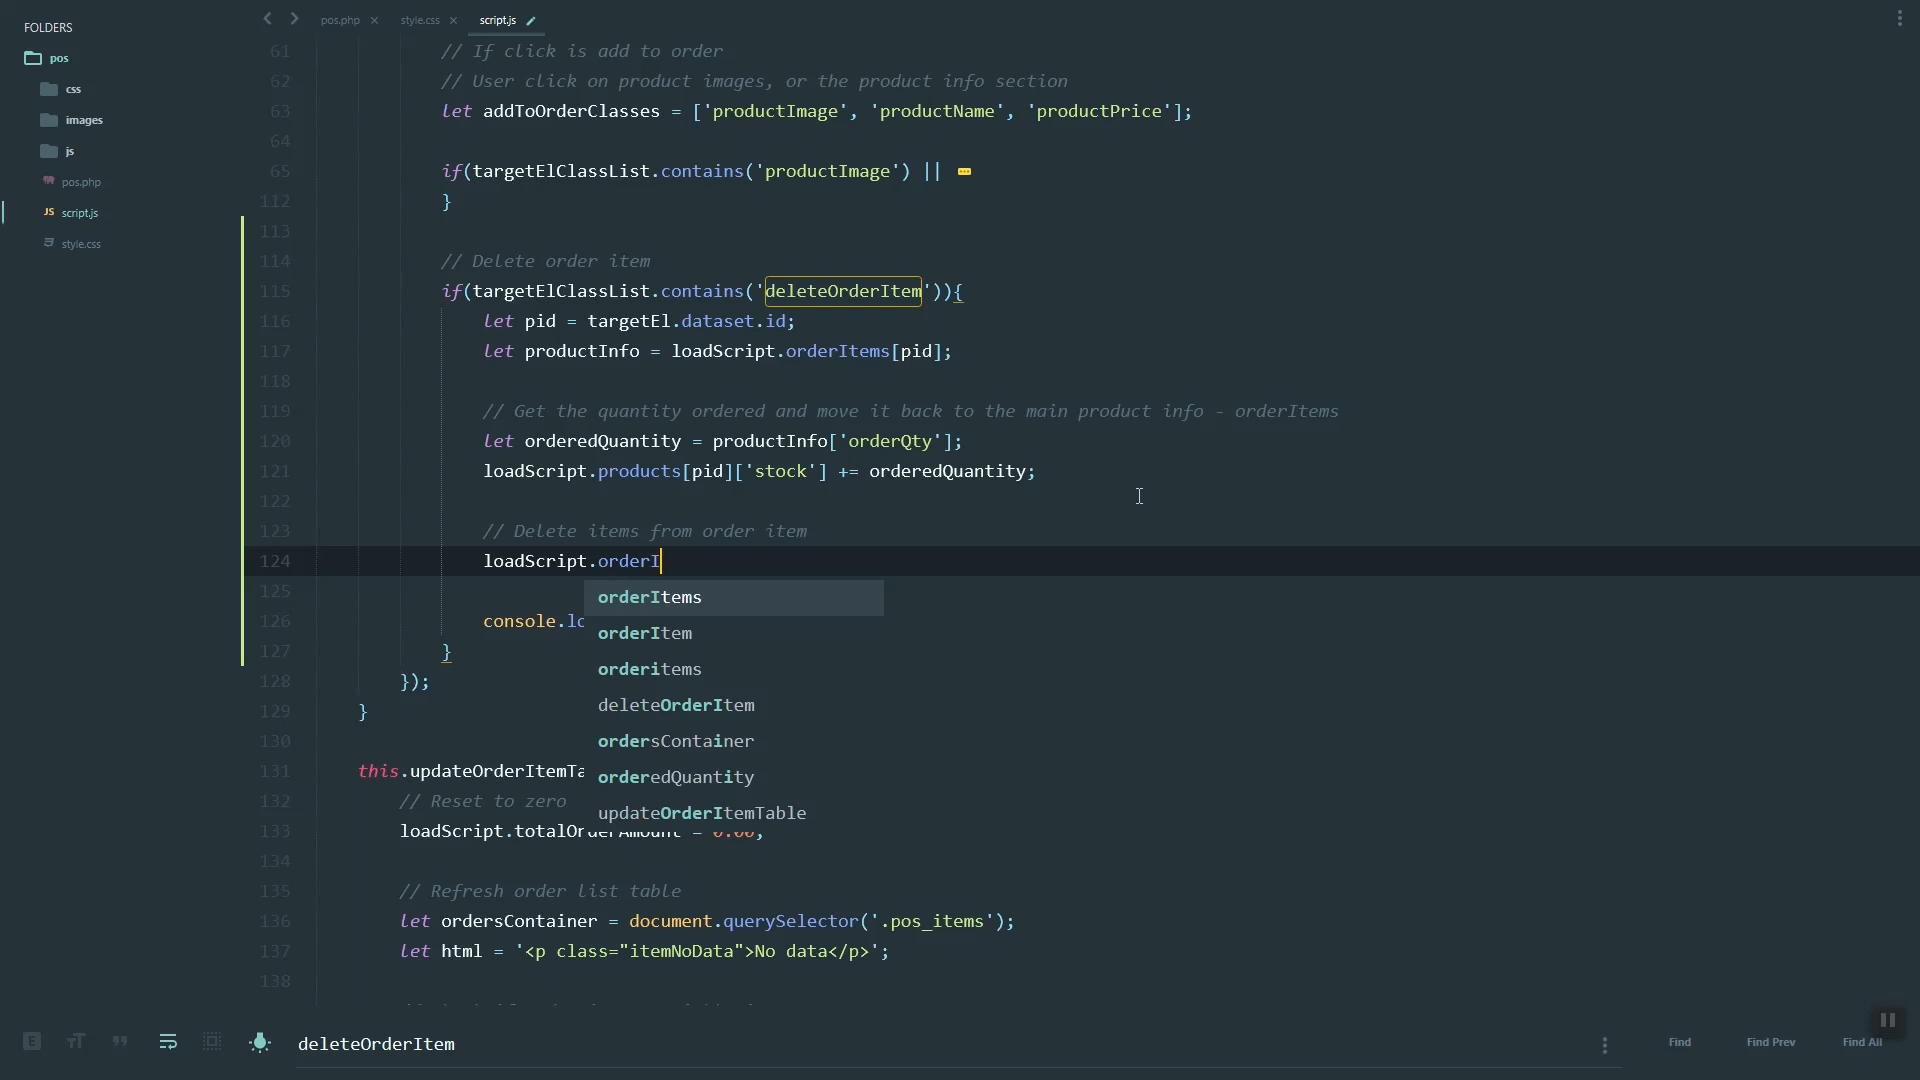 FOLDERS
pos
css
images
js
pos.php
JS script.js
style.css
pos.php
style.css
script.js
61 // If click is add to order
62 // User click on product images, or the product info section
63 let addToOrderClasses = ['productImage', 'productName', 'productPrice'];
64
65 if(targetElClassList.contains('productImage') ||
112 }
113
114 // Delete order item
115 if(targetElClassList.contains('deleteOrderItem')){
116 let pid = targetEl.dataset.id;
117 let productInfo = loadScript.orderItems[pid];
118
119 // Get the quantity ordered and move it back to the main product info - orderItems
120 let orderedQuantity = productInfo['orderQty'];
121 loadScript.products[pid]['stock'] += orderedQuantity;
122
123 // Delete items from order item
124 loadScript.orderI
125
orderItems
126 console.lo
orderItem
127 }
orderitems
128 });
deleteOrderItem
129 }
130
ordersContainer
131 this.updateOrderItemTa
orderedQuantity
132 // Reset to zero
updateOrderItemTable
133 loadScript.totalOrderAmount = 0.00;
134
135 // Refresh order list table
136 let ordersContainer = document.querySelector('.pos_items');
137 let html = '<p class="itemNoData">No data</p>';
138
deleteOrderItem
Find
Find Prev
Find All